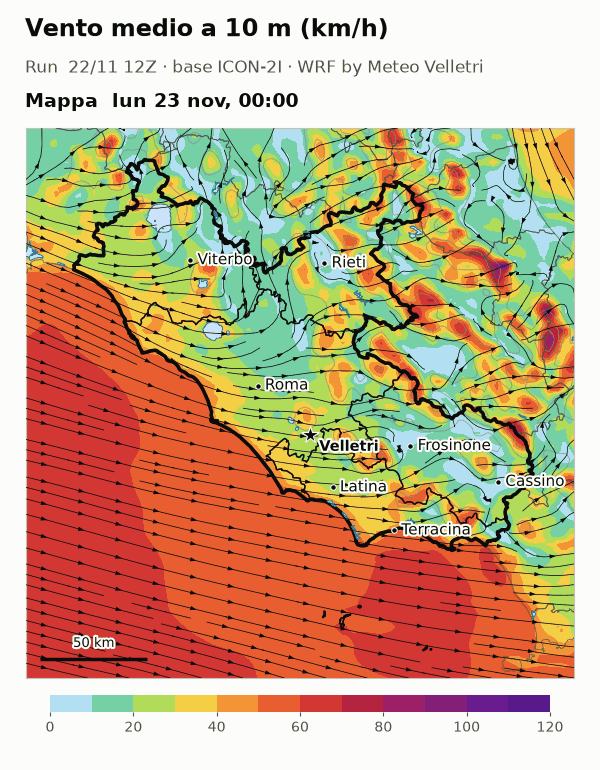 Vento medio a 10 m (km/h)
Run 22/11 12Z · base ICON-2I · WRF by Meteo Velletri
Mappa lun 23 nov, 00:00
Viterbo
Rieti
Roma
Velletri
Frosinone
Cassino
Latina
Terracina
50 km
0 20 40 60 80 100 120